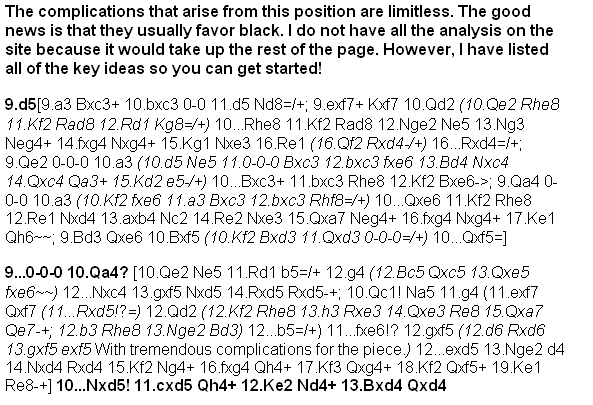 The complications that arise from this position are limitless. The good
news is that they usually favor black. I do not have all the analysis on the
site because it would take up the rest of the page. However, I have listed
all of the key ideas so you can get started!
9.d5[9.a3 Bxc3+ 10.bxc3 0-0 11.d5 Nd8=/+; 9.exf7+ Kxf7 10.Qd2 (10.Qe2 Rhe8
11.Kf2 Rad8 12.Rd1 Kg8=/+) 10...Rhe8 11.Kf2 Rad8 12.Nge2 Ne5 13.Ng3
Neg4+ 14.fxg4 Nxg4+ 15.Kg1 Nxe3 16.Re1 (16.Qf2 Rxd4-/+) 16...Rxd4=/+;
9.Qe2 0-0-0 10.a3 (10.d5 Ne5 11.0-0-0 Bxc3 12.bxc3 fxe6 13.Bd4 Nxc4
14.Qxc4 Qa3+ 15.Kd2 e5-/+) 10...Bxc3+ 11.bxc3 Rhe8 12.Kf2 Bxe6->; 9.Qa4 0-
0-0 10.a3 (10.Kf2 fxe6 11.a3 Bxc3 12.bxc3 Rhf8=/+) 10...Qxe6 11.Kf2 Rhe8
12.Re1 Nxd4 13.axb4 Nc2 14.Re2 Nxe3 15.Qxa7 Neg4+ 16.fxg4 Nxg4+ 17.Ke1
Qh6~~; 9.Bd3 Qxe6 10.Bxf5 (10.Kf2 Bxd3 11.Qxd3 0-0-0=/+) 10...Qxf5=]
9...0-0-0 10.Qa4? [10.Qe2 Ne5 11.Rd1 b5=/+ 12.g4 (12.Bc5 Qxc5 13.Qxe5
fxe6~~) 12...Nxc4 13.gxf5 Nxd5 14.Rxd5 Rxd5-+; 10.Qc1! Na5 11.g4 (11.exf7
Qxf7 (11...Rxd5!?=) 12.Qd2 (12.Kf2 Rhe8 13.h3 Rxe3 14.Qxe3 Re8 15.Qxa7
Qe7-+; 12.b3 Rhe8 13.Nge2 Bd3) 12...b5=/+) 11...fxe6!? 12.gxf5 (12.d6 Rxd6
13.gxf5 exf5 With tremendous complications for the piece.) 12...exd5 13.Nge2 d4
14.Nxd4 Rxd4 15.Kf2 Ng4+ 16.fxg4 Qh4+ 17.Kf3 Qxg4+ 18.Kf2 Qxf5+ 19.Ke1
Re8-+] 10...Nxd5! 11.cxd5 Qh4+ 12.Ke2 Nd4+ 13.Bxd4 Qxd4